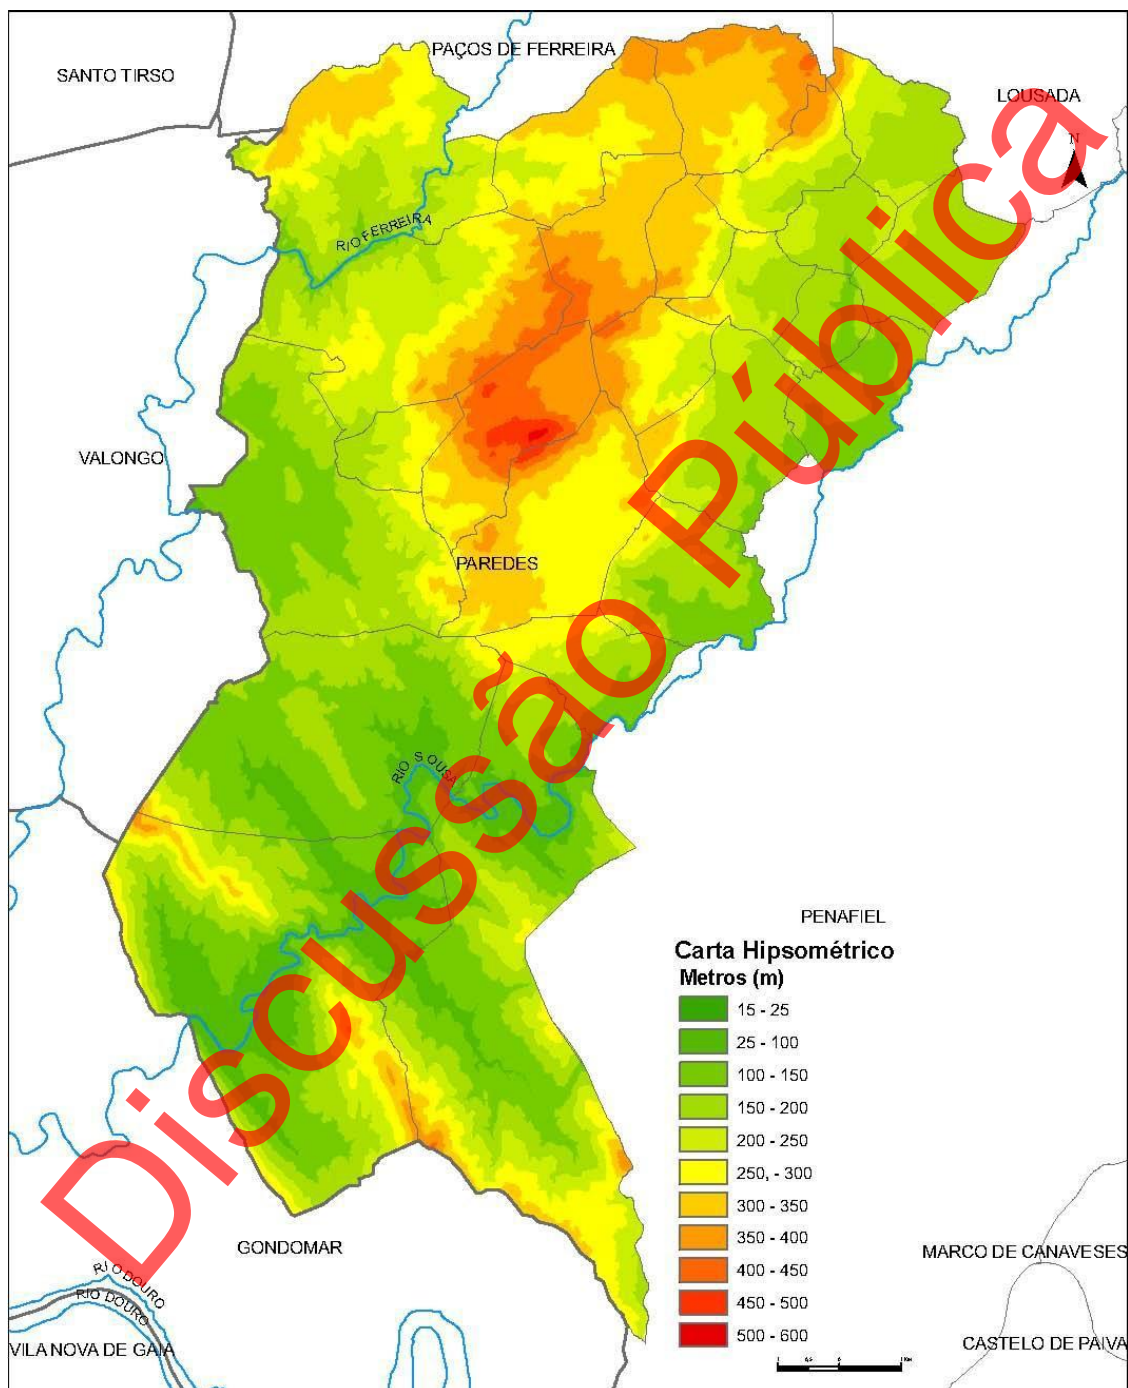 PAÇOS DE FERREIRA
SANTO TIRSO
LOUSADA
N
RIO FERREIRA
VALONGO
PAREDES
RIO S OUSA
PENAFIEL
Carta Hipsométrico
Metros (m)
15 - 25
25 - 100
100 - 150
150 - 200
200 - 250
250, - 300
300 - 350
350 - 400
400 - 450
450 - 500
500 - 600
GONDOMAR
MARCO DE CANAVESES
RIO DOURO
RIO DOURO
VILA NOVA DE GAIA
CASTELO DE PAIVA
Discussão Pública